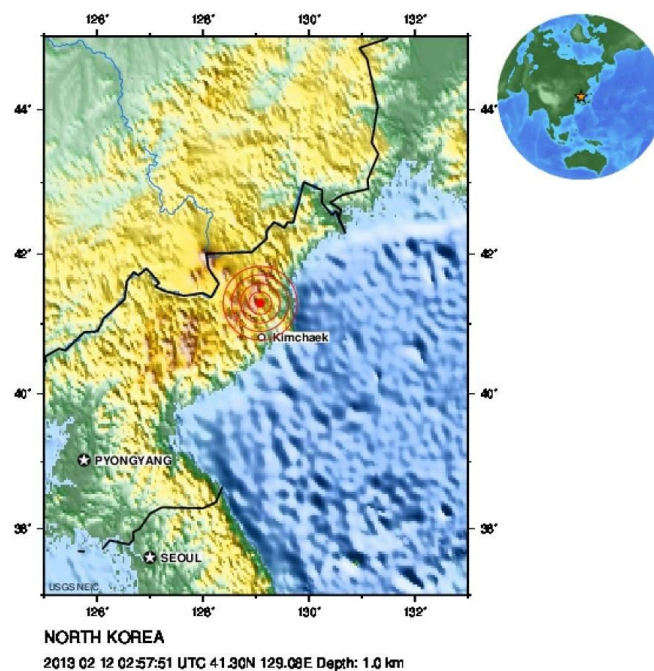 126° 128° 130° 132°
44° 44°
42° 42°
Kimchaek
40° 40°
PYONGYANG
38° 38°
SEOUL
USGS NEIC
126° 128° 130° 132°
NORTH KOREA
2013 02 12 02:57:51 UTC 41.30N 129.08E Depth: 1.0 km